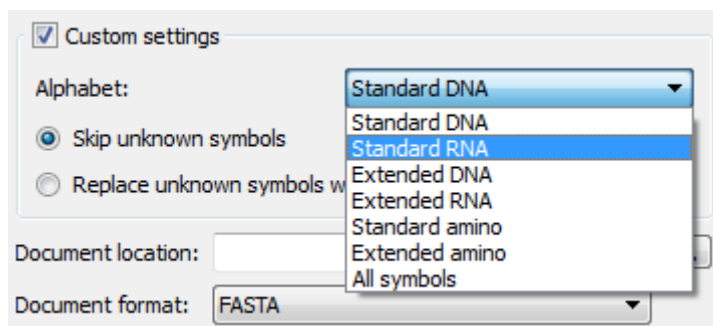 Custom settings
Alphabet: Standard DNA
Standard DNA
Skip unknown symbols
Standard RNA
Extended DNA
Replace unknown symbols w
Extended RNA
Standard amino
Document location:
Extended amino
All symbols
Document format: FASTA